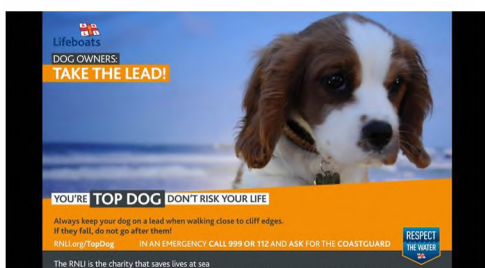 Lifeboats
DOG OWNERS:
TAKE THE LEAD!
YOU'RE TOP DOG DON'T RISK YOUR LIFE
Always keep your dog on a lead when walking close to cliff edges.
If they fall, do not go after them!
RNLI.org/TopDog IN AN EMERGENCY CALL 999 OR 112 AND ASK FOR THE COASTGUARD
RESPECT
THE WATER
The RNLI is the charity that saves lives at sea